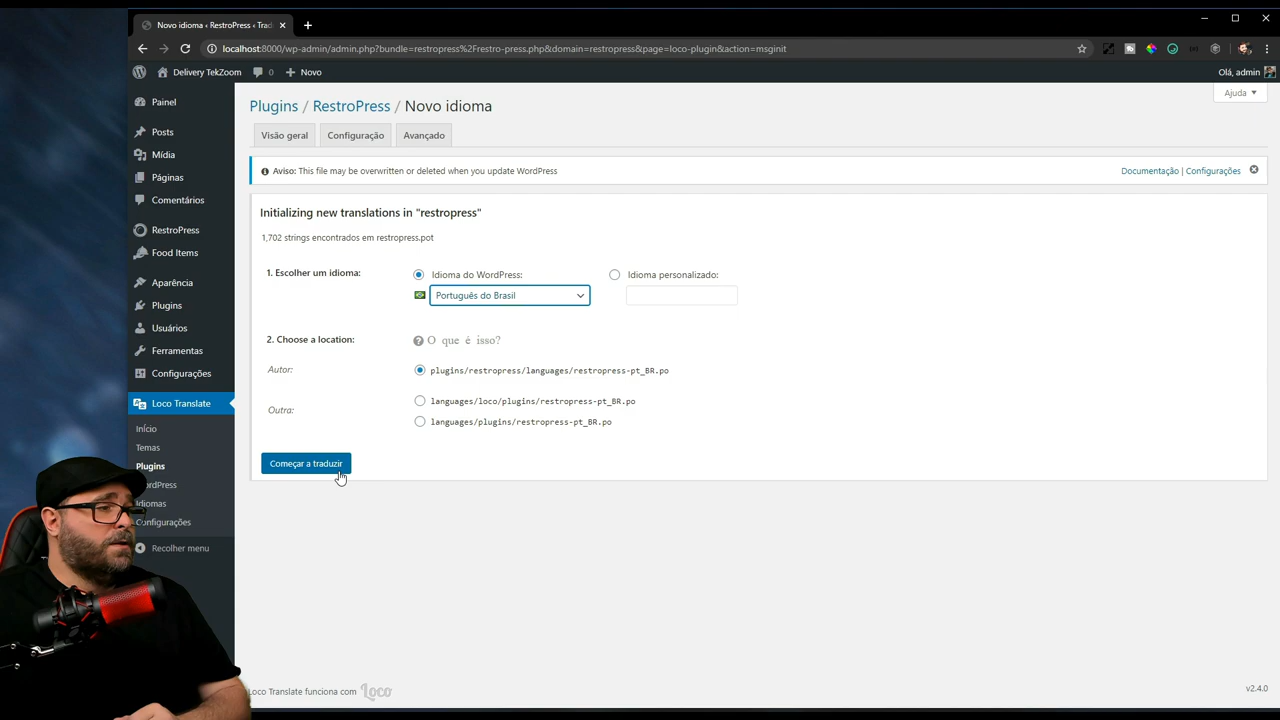 Novo idioma ‹ RestroPress ‹ Trad
localhost:8000/wp-admin/admin.php?bundle=restropress%2Frestro-press.php&domain=restropress&page=loco-plugin&action=msginit
Delivery TekZoom
0
Novo
Olá, admin
Painel
Posts
Mídia
Páginas
Comentários
RestroPress
Food Items
Aparência
Plugins
Usuários
Ferramentas
Configurações
Loco Translate
Início
Temas
Plugins
WordPress
Idiomas
Configurações
Recolher menu
Ajuda
Plugins / RestroPress / Novo idioma
Visão geral
Configuração
Avançado
Aviso: This file may be overwritten or deleted when you update WordPress
Documentação | Configurações
Initializing new translations in "restropress"
1,702 strings encontrados em restropress.pot
1. Escolher um idioma:
Idioma do WordPress:
Idioma personalizado:
Português do Brasil
2. Choose a location:
O que é isso?
Autor:
plugins/restropress/languages/restropress-pt_BR.po
Outra:
languages/loco/plugins/restropress-pt_BR.po
languages/plugins/restropress-pt_BR.po
Começar a traduzir
Loco Translate funciona com Loco
v2.4.0